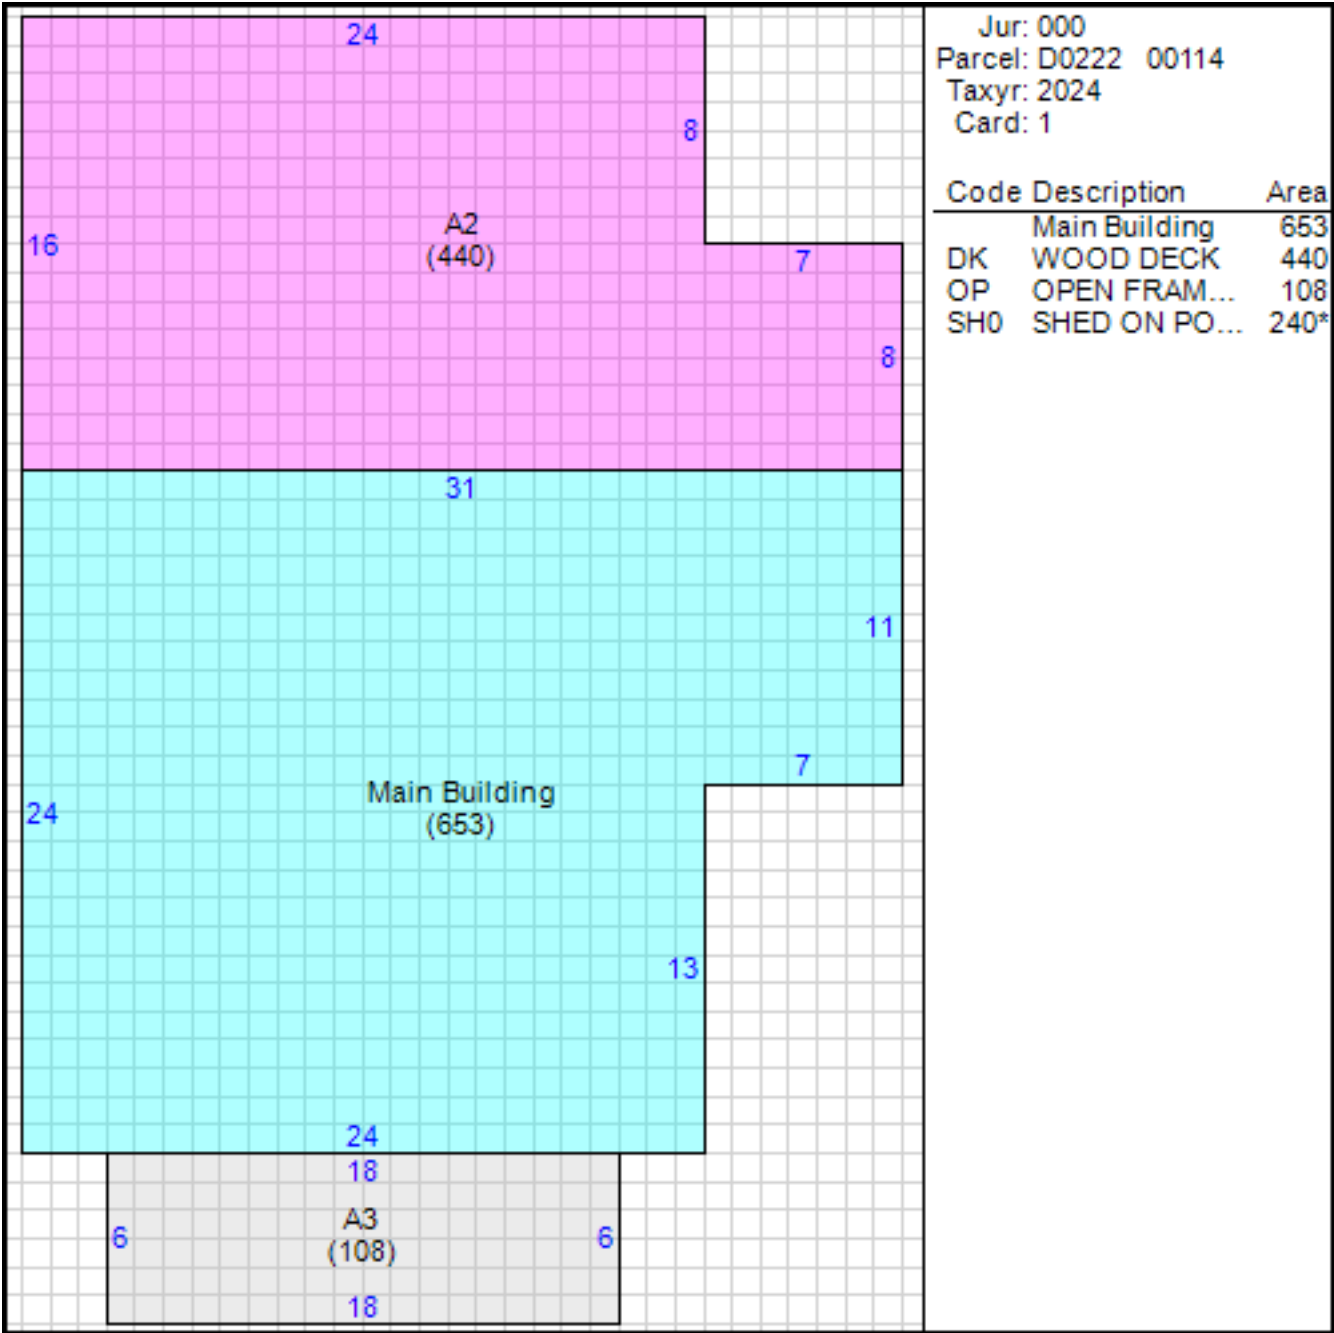 24
8
A2
(440)
16
7
8
31
11
7
Main Building
(653)
24
13
24
18
A3
(108)
6
6
18
Jur: 000
Parcel: D0222 00114
Taxyr: 2024
Card: 1
Code Description Area
Main Building 653
DK WOOD DECK 440
OP OPEN FRAM... 108
SH0 SHED ON PO... 240*